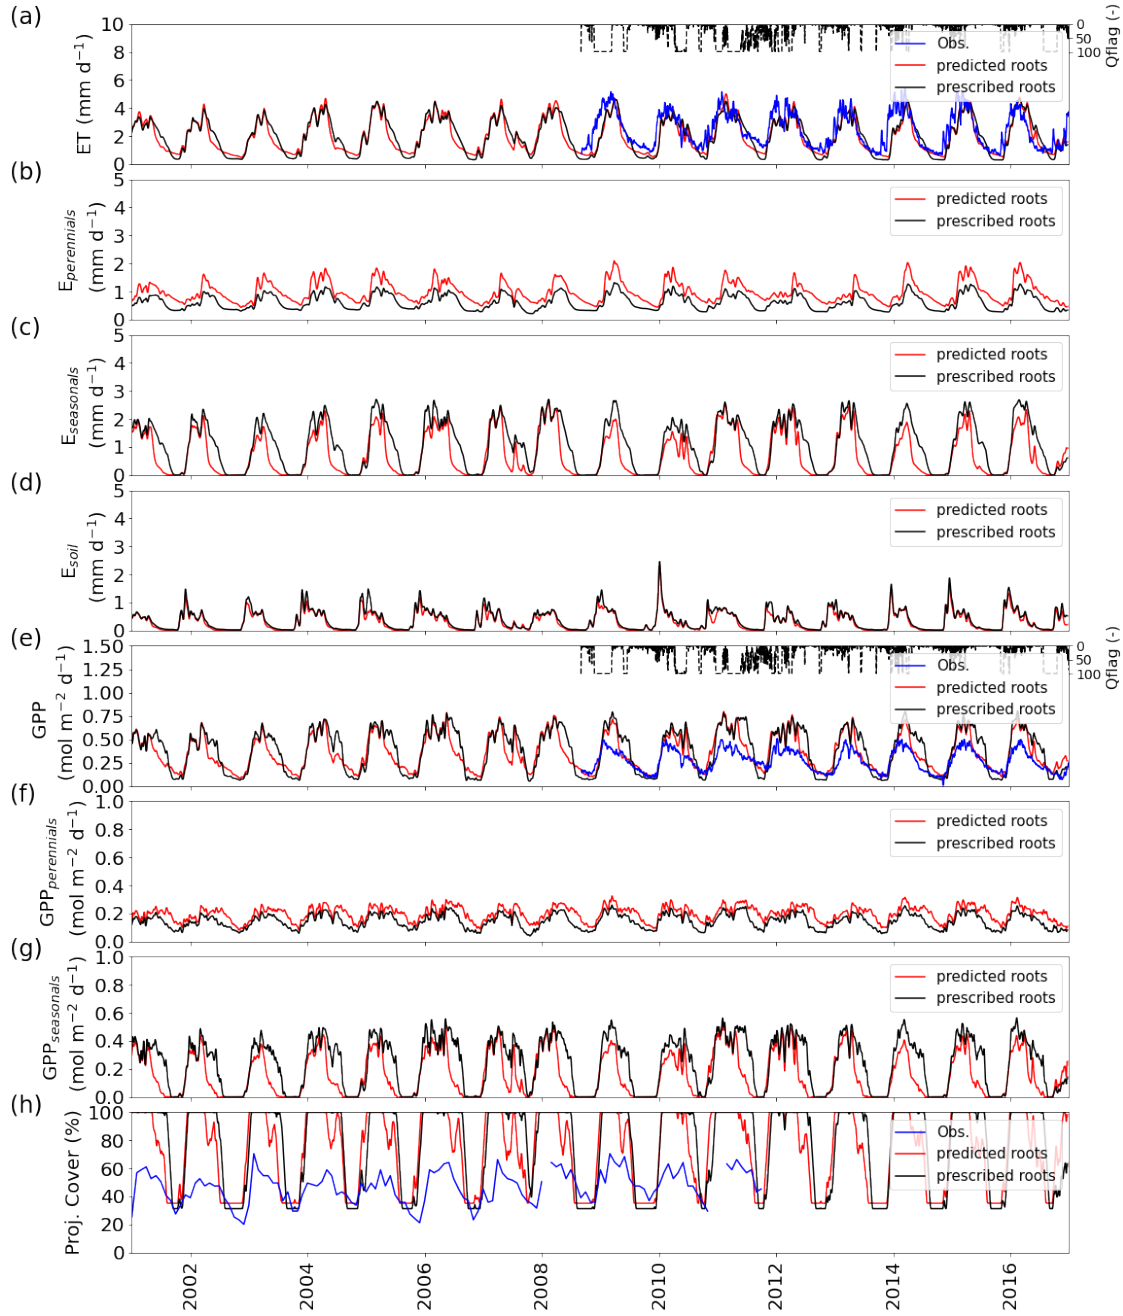 (a)
10
8
6
4
2
0
ET (mm d⁻¹)
Obs.
predicted roots
prescribed roots
0
50
100
Qflag (-)
(b)
5
4
3
2
1
0
E_perennials
(mm d⁻¹)
predicted roots
prescribed roots
(c)
5
4
3
2
1
0
E_seasonals
(mm d⁻¹)
predicted roots
prescribed roots
(d)
5
4
3
2
1
0
E_soil
(mm d⁻¹)
predicted roots
prescribed roots
(e)
1.50
1.25
1.00
0.75
0.50
0.25
0.00
GPP
(mol m⁻² d⁻¹)
Obs.
predicted roots
prescribed roots
0
50
100
Qflag (-)
(f)
1.0
0.8
0.6
0.4
0.2
0.0
GPP_perennials
(mol m⁻² d⁻¹)
predicted roots
prescribed roots
(g)
1.0
0.8
0.6
0.4
0.2
0.0
GPP_seasonals
(mol m⁻² d⁻¹)
predicted roots
prescribed roots
(h)
100
80
60
40
20
0
Proj. Cover (%)
Obs.
predicted roots
prescribed roots
2002
2004
2006
2008
2010
2012
2014
2016